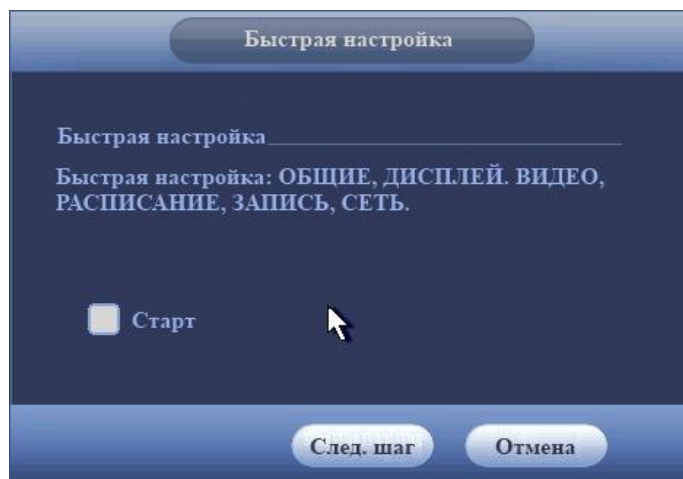 Быстрая настройка
Быстрая настройка
Быстрая настройка: ОБЩИЕ, ДИСПЛЕЙ. ВИДЕО,
РАСПИСАНИЕ, ЗАПИСЬ, СЕТЬ.
Старт
След. шаг
Отмена